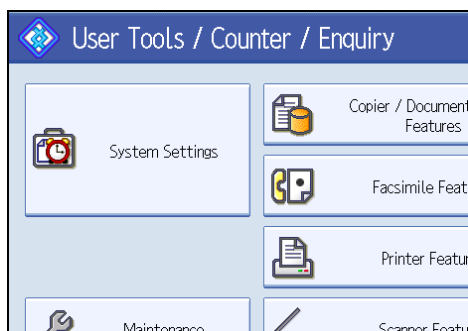 User Tools / Counter / Enquiry
System Settings
Copier / Document
Features
Facsimile Feat
Printer Featur
Maintenance
Scanner Featu